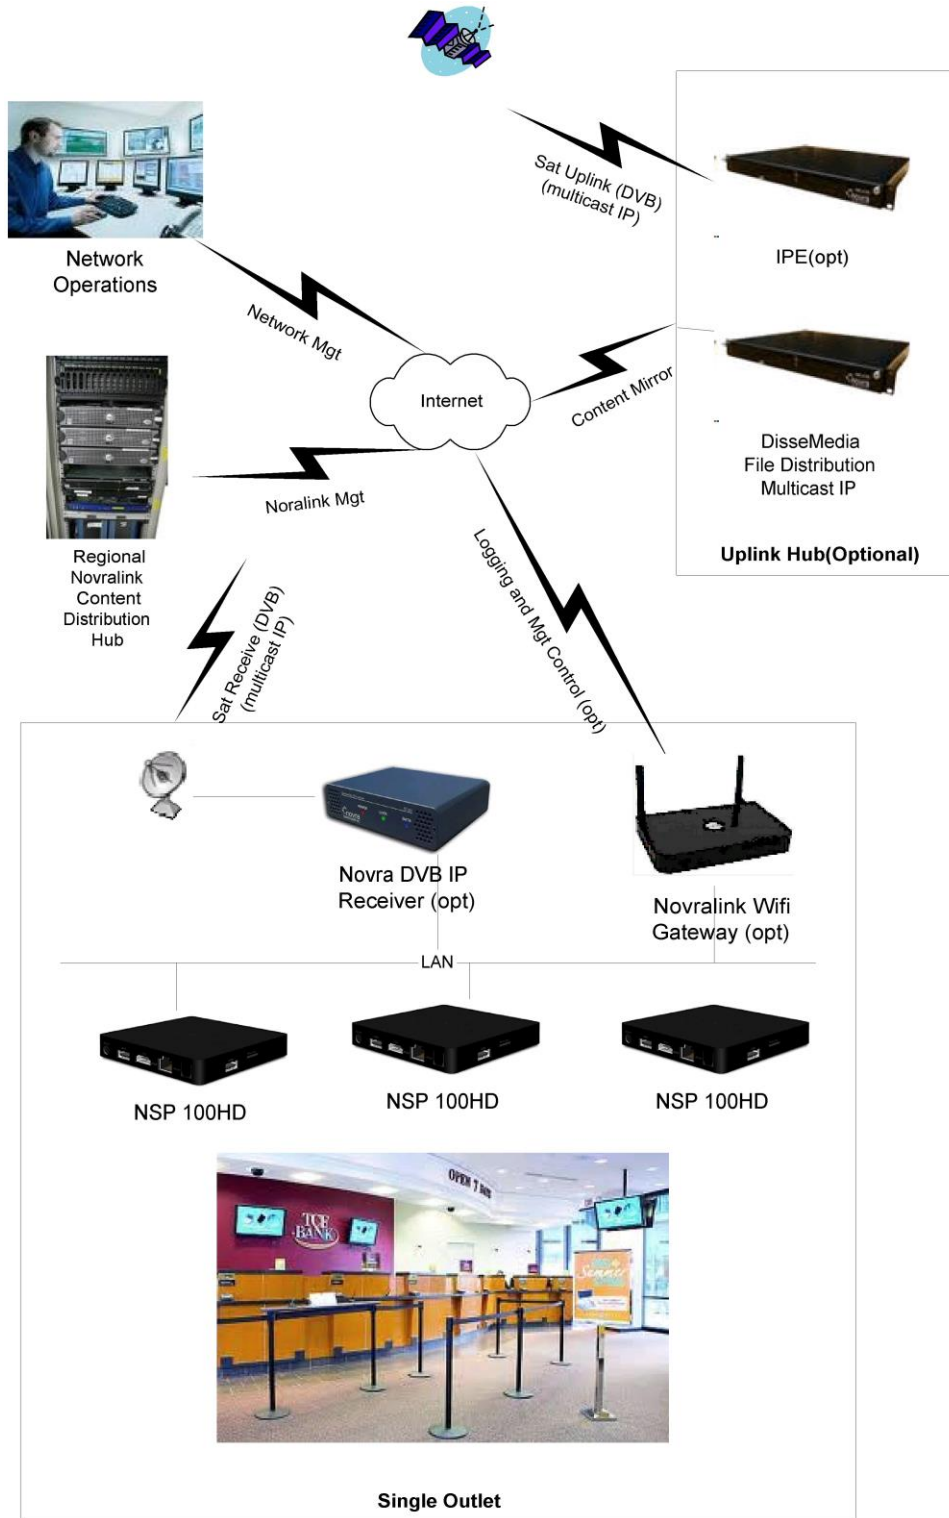 Sat Uplink (DVB)
(multicast IP)
IPE(opt)
Network
Operations
Network Mgt
Internet
Content Mirror
DisseMedia
File Distribution
Multicast IP
Uplink Hub(Optional)
Noralink Mgt
Regional
Novralink
Content
Distribution
Hub
Sat Receive (DVB)
(multicast IP)
Logging and Mgt Control (opt)
novra
Novra DVB IP
Receiver (opt)
Novralink Wifi
Gateway (opt)
LAN
NSP 100HD
NSP 100HD
NSP 100HD
OPEN 7 DAYS
TCF
BANK
Summer
Single Outlet